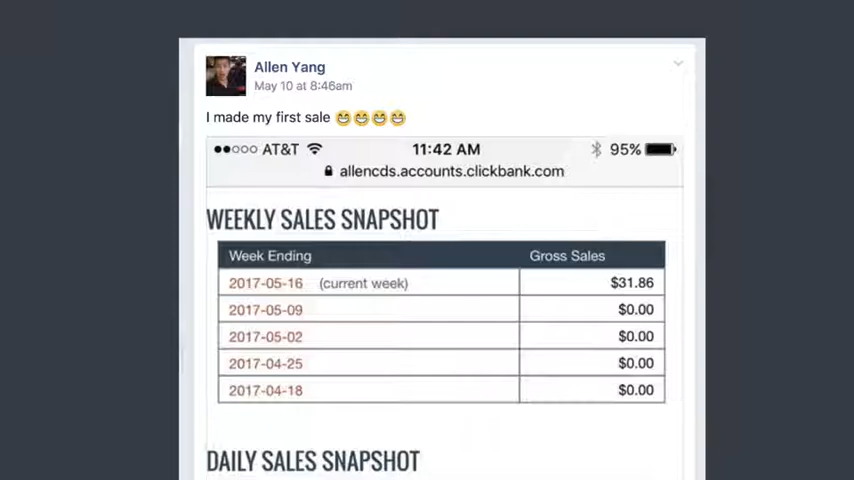 Allen Yang
May 10 at 8:46am
I made my first sale 😁😁😁😁
AT&T 11:42 AM 95%
allencds.accounts.clickbank.com
WEEKLY SALES SNAPSHOT
Week Ending Gross Sales
2017-05-16 (current week) $31.86
2017-05-09 $0.00
2017-05-02 $0.00
2017-04-25 $0.00
2017-04-18 $0.00
DAILY SALES SNAPSHOT